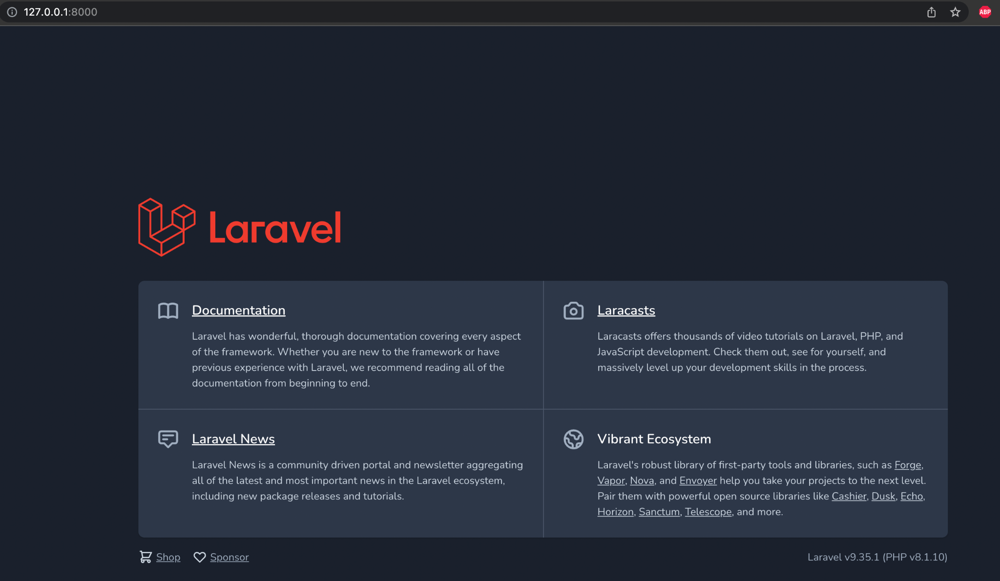 127.0.0.1:8000
ABP
Laravel
Documentation
Laravel has wonderful, thorough documentation covering every aspect
of the framework. Whether you are new to the framework or have
previous experience with Laravel, we recommend reading all of the
documentation from beginning to end.
Laracasts
Laracasts offers thousands of video tutorials on Laravel, PHP, and
JavaScript development. Check them out, see for yourself, and
massively level up your development skills in the process.
Laravel News
Laravel News is a community driven portal and newsletter aggregating
all of the latest and most important news in the Laravel ecosystem,
including new package releases and tutorials.
Vibrant Ecosystem
Laravel's robust library of first-party tools and libraries, such as Forge,
Vapor, Nova, and Envoyer help you take your projects to the next level.
Pair them with powerful open source libraries like Cashier, Dusk, Echo,
Horizon, Sanctum, Telescope, and more.
Shop
Sponsor
Laravel v9.35.1 (PHP v8.1.10)